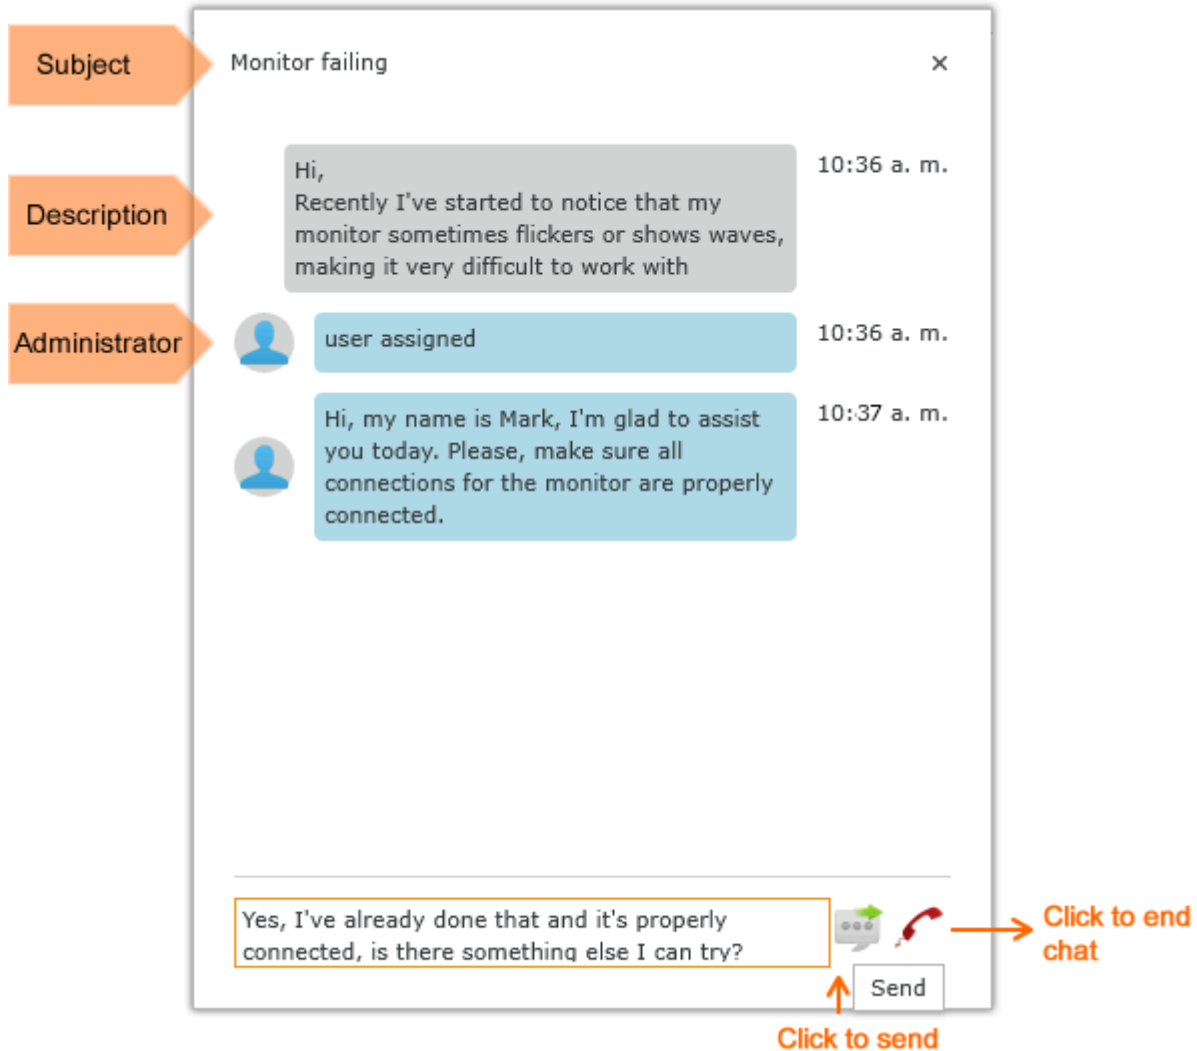 Subject
Monitor failing
×
Description
Hi,
Recently I've started to notice that my
monitor sometimes flickers or shows waves,
making it very difficult to work with
10:36 a. m.
Administrator
user assigned
10:36 a. m.
Hi, my name is Mark, I'm glad to assist
you today. Please, make sure all
connections for the monitor are properly
connected.
10:37 a. m.
Yes, I've already done that and it's properly
connected, is there something else I can try?
Click to end
chat
Send
Click to send